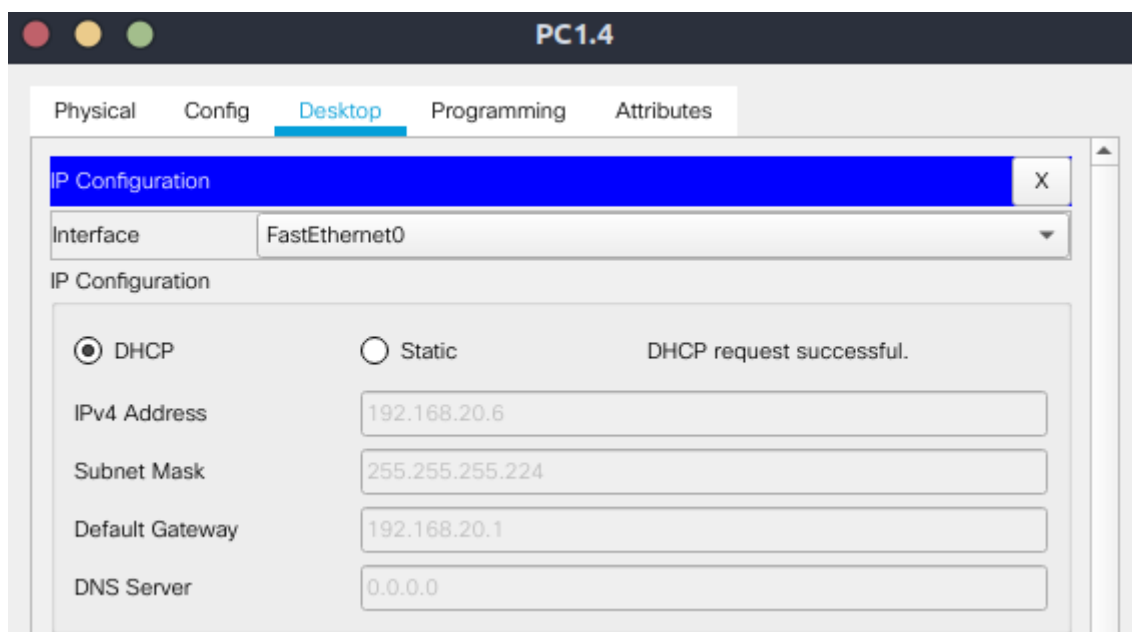 PC1.4
Physical Config Desktop Programming Attributes
IP Configuration X
Interface FastEthernet0
IP Configuration
DHCP Static DHCP request successful.
IPv4 Address 192.168.20.6
Subnet Mask 255.255.255.224
Default Gateway 192.168.20.1
DNS Server 0.0.0.0